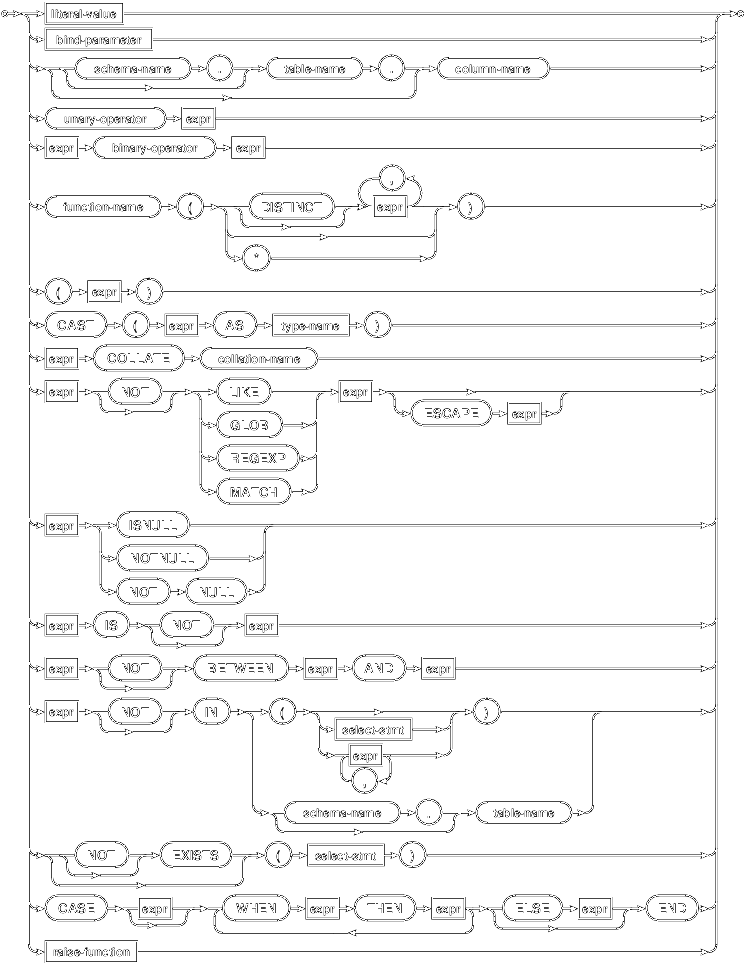 literal-value
bind-parameter
schema-name . table-name . column-name
unary-operator expr
expr binary-operator expr
,
function-name ( DISTINCT expr )
*
( expr )
CAST ( expr AS type-name )
expr COLLATE collation-name
expr NOT LIKE expr
GLOB ESCAPE expr
REGEXP
MATCH
expr ISNULL
NOTNULL
NOT NULL
expr IS NOT expr
expr NOT BETWEEN expr AND expr
expr NOT IN ( )
select-stmt
expr
,
schema-name . table-name
NOT EXISTS ( select-stmt )
CASE expr WHEN expr THEN expr ELSE expr END
raise-function